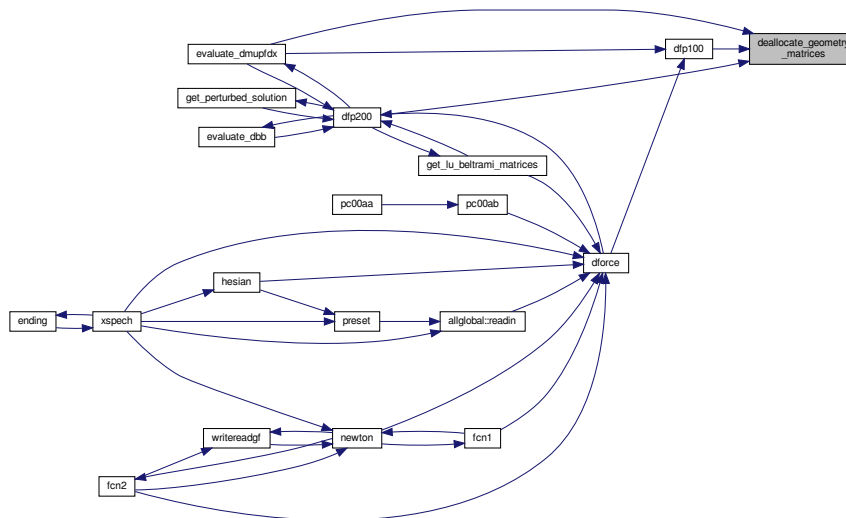 deallocate_geometry
_matrices
dfp100
evaluate_dmupfdx
get_perturbed_solution
dfp200
evaluate_dbb
get_lu_beltrami_matrices
pc00aa
pc00ab
dforce
hesian
ending
xspech
preset
allglobal::readin
writereadgf
newton
fcn1
fcn2